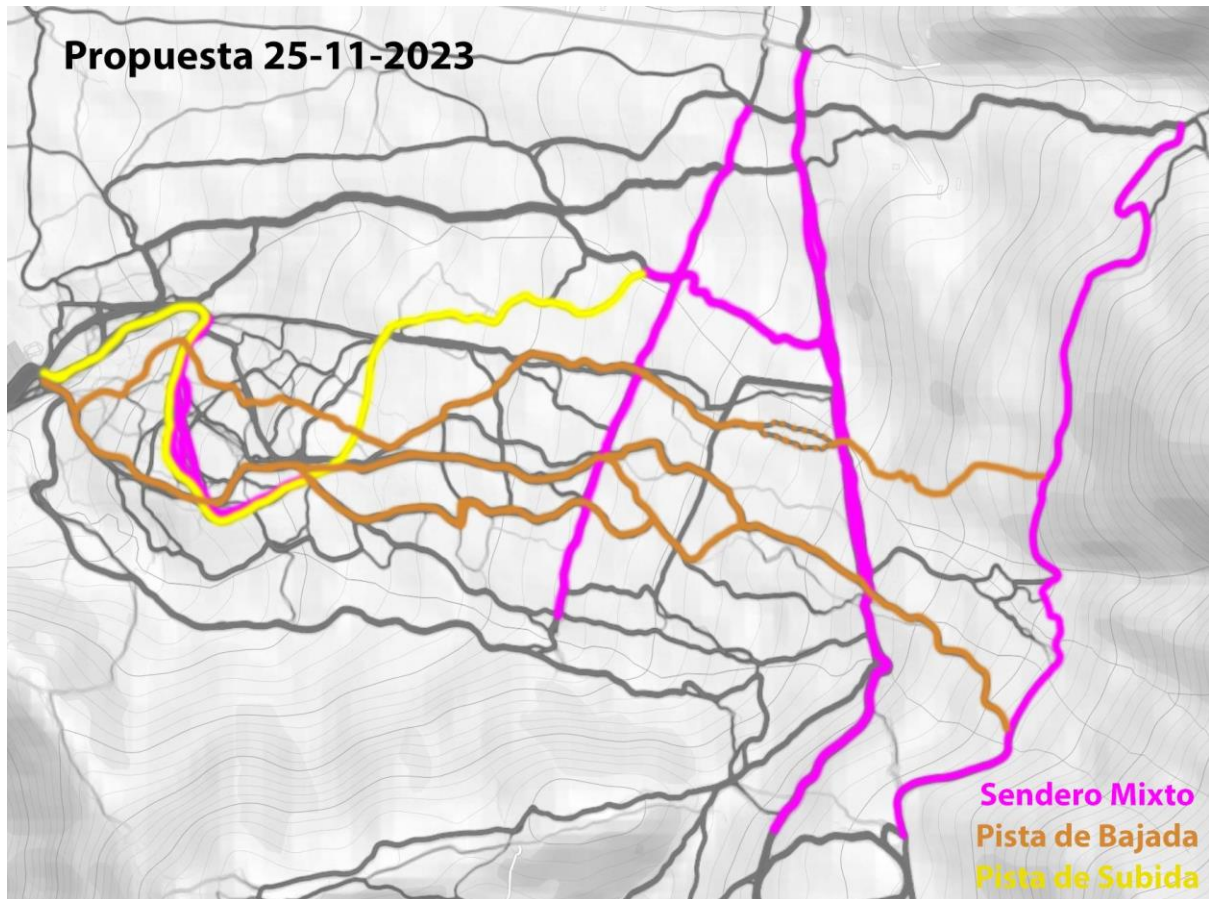 Propuesta 25-11-2023
Sendero Mixto
Pista de Bajada
Pista de Subida